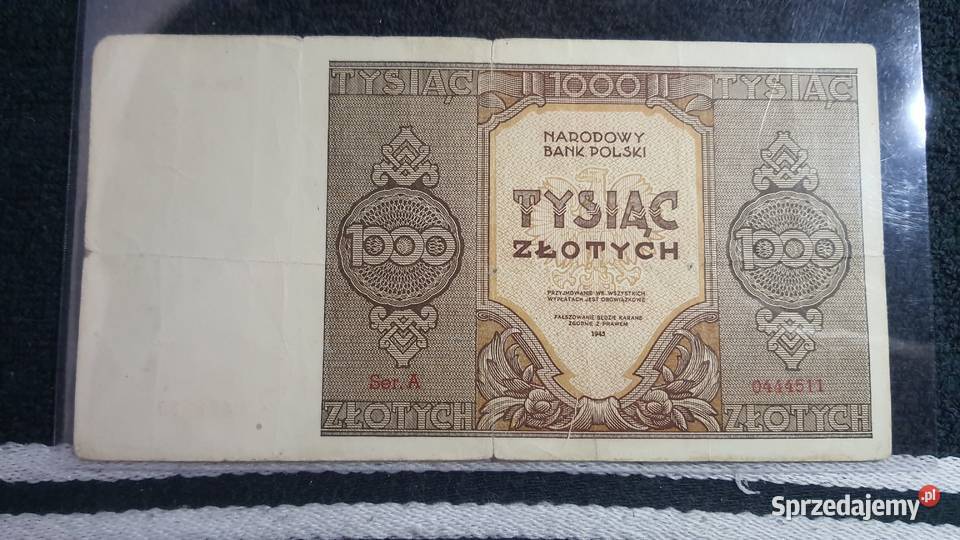 TYSIĄC
1000
TYSIĄC
NARODOWY
BANK POLSKI
TYSIĄC
ZŁOTYCH
1000
1000
PRZYJMOWANIE WE WSZYSTKICH
WYPŁATACH JEST OBOWIĄZKOWE
FAŁSZOWANIE BĘDZIE KARANE
ZGODNIE Z PRAWEM
1945
Ser. A
0444511
ZŁOTYCH
ZŁOTYCH
Sprzedajemy.pl